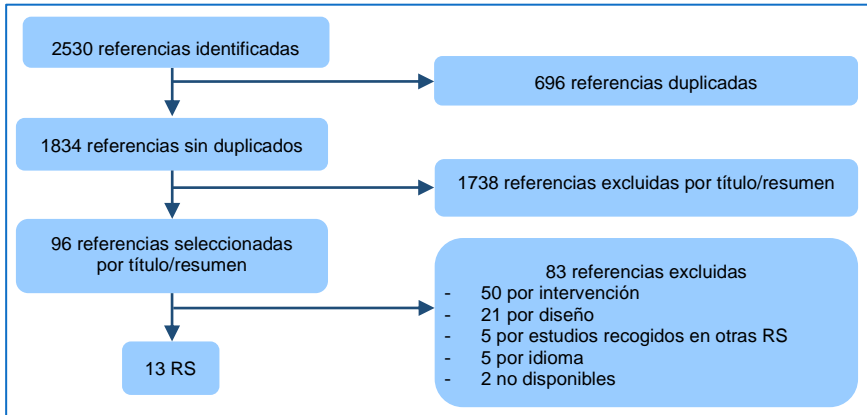 2530 referencias identificadas
696 referencias duplicadas
1834 referencias sin duplicados
1738 referencias excluidas por título/resumen
96 referencias seleccionadas
por título/resumen
83 referencias excluidas
- 50 por intervención
- 21 por diseño
- 5 por estudios recogidos en otras RS
- 5 por idioma
- 2 no disponibles
13 RS